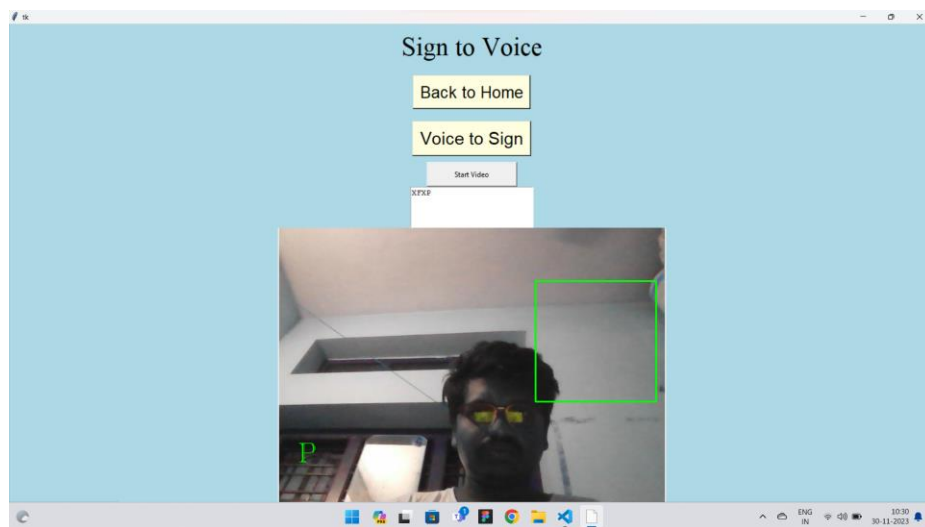 tk
Sign to Voice
Back to Home
Voice to Sign
Start Video
XFXP
P
ENG
IN
10:30
30-11-2023